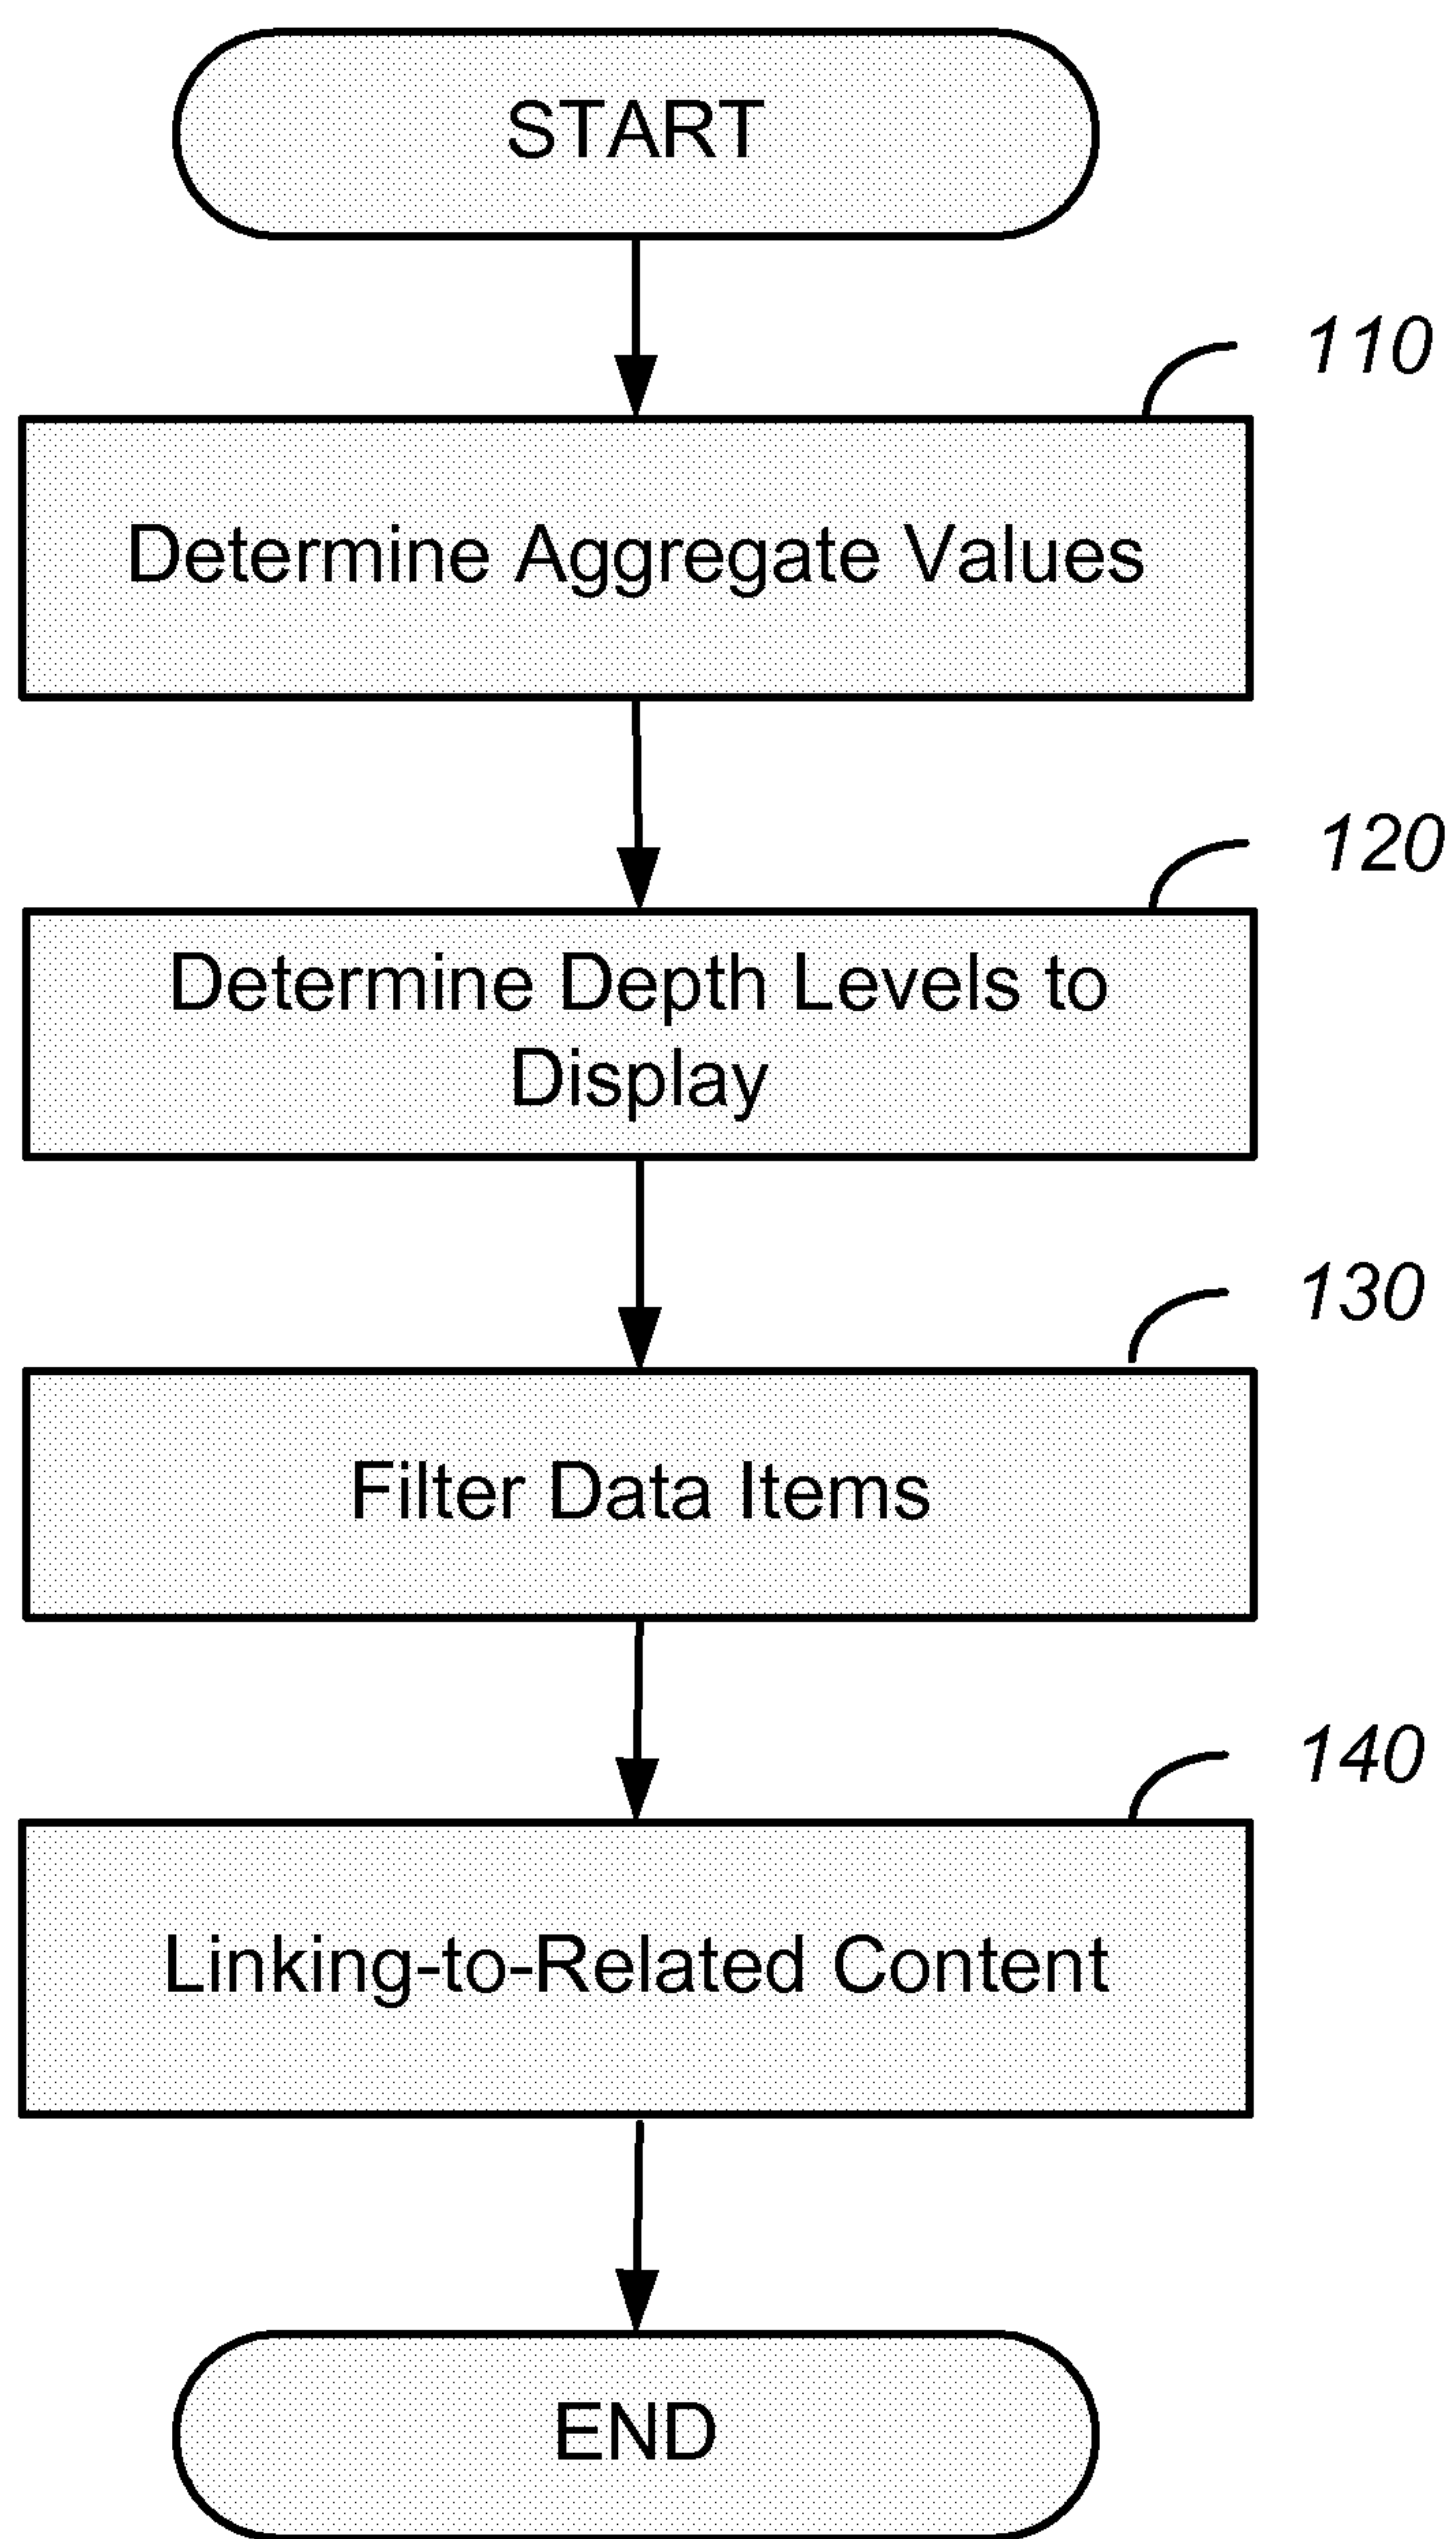 START
110
Determine Aggregate Values
120
Determine Depth Levels to
Display
130
Filter Data Items
140
Linking-to-Related Content
END